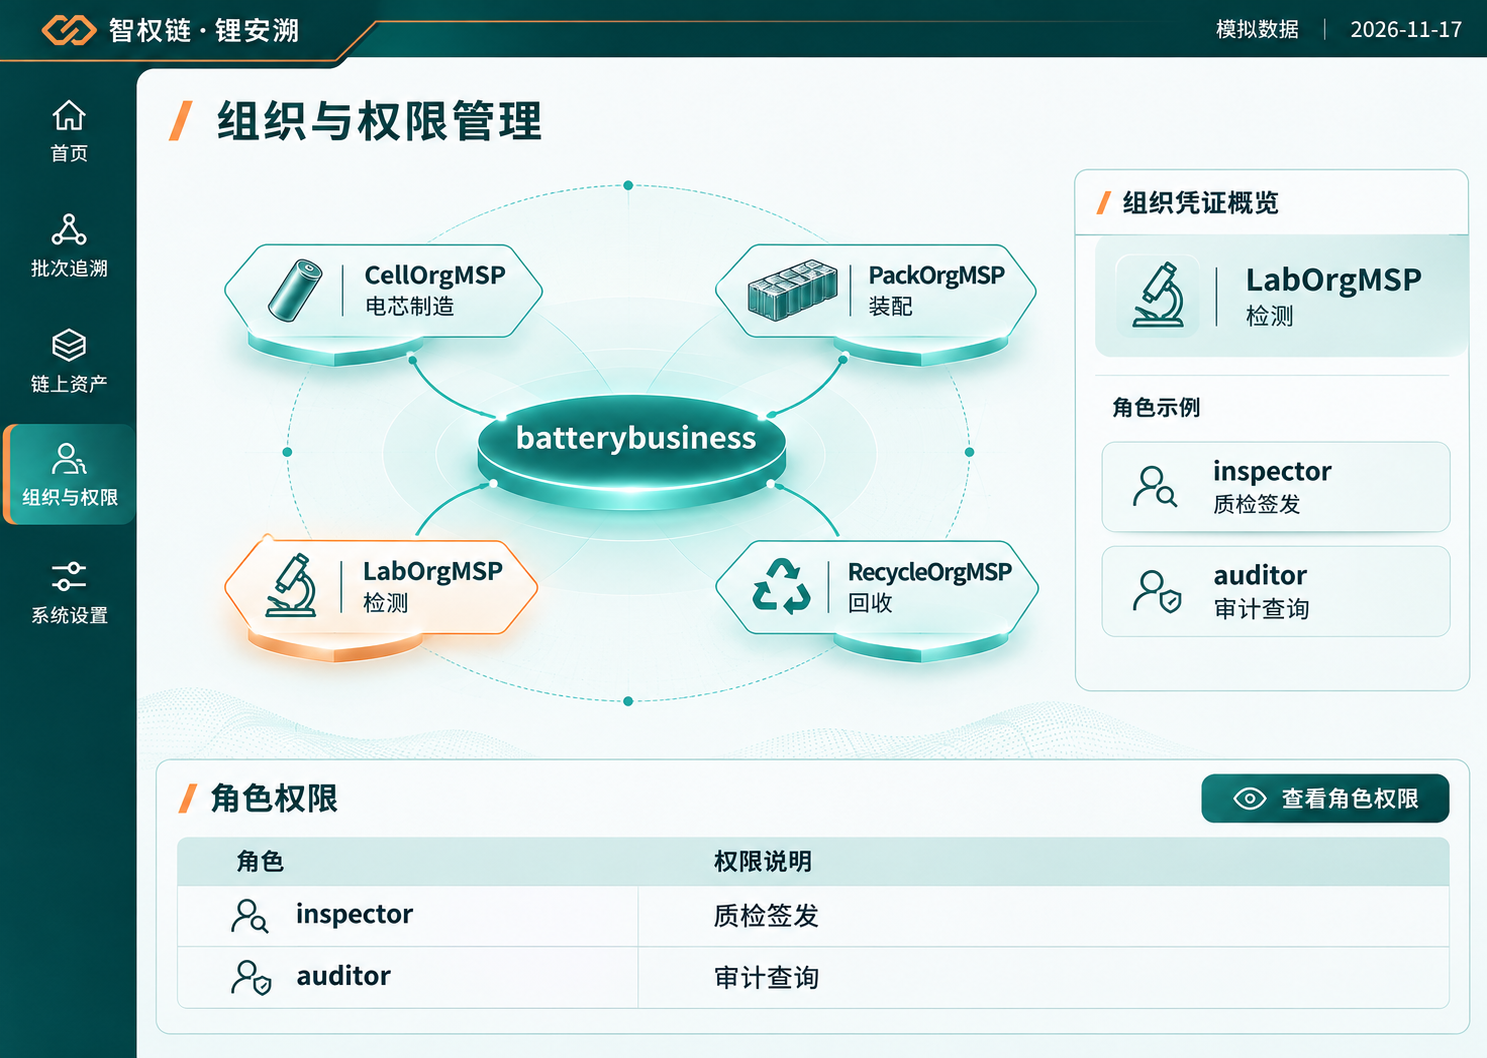 智权链·锂安溯
模拟数据
2026-11-17
首页
批次追溯
链上资产
组织与权限
系统设置
组织与权限管理
CellOrgMSP
电芯制造
PackOrgMSP
装配
batterybusiness
LabOrgMSP
检测
RecycleOrgMSP
回收
组织凭证概览
LabOrgMSP
检测
角色示例
inspector
质检签发
auditor
审计查询
角色权限
查看角色权限
角色
权限说明
inspector
质检签发
auditor
审计查询